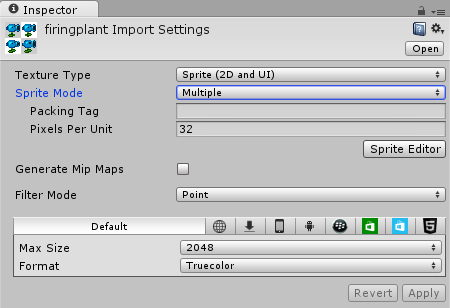 Inspector
firingplant Import Settings
Open
Texture Type Sprite (2D and UI)
Sprite Mode Multiple
Packing Tag
Pixels Per Unit 32
Sprite Editor
Generate Mip Maps
Filter Mode Point
Default
Max Size 2048
Format Truecolor
Revert Apply